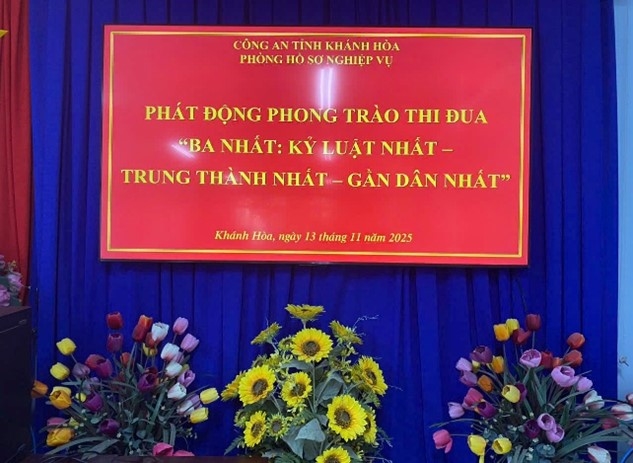 CÔNG AN TỈNH KHÁNH HÒA
PHÒNG HỒ SƠ NGHIỆP VỤ
PHÁT ĐỘNG PHONG TRÀO THI ĐUA
“BA NHẤT: KỶ LUẬT NHẤT –
TRUNG THÀNH NHẤT – GẦN DÂN NHẤT”
Khánh Hòa, ngày 13 tháng 11 năm 2025